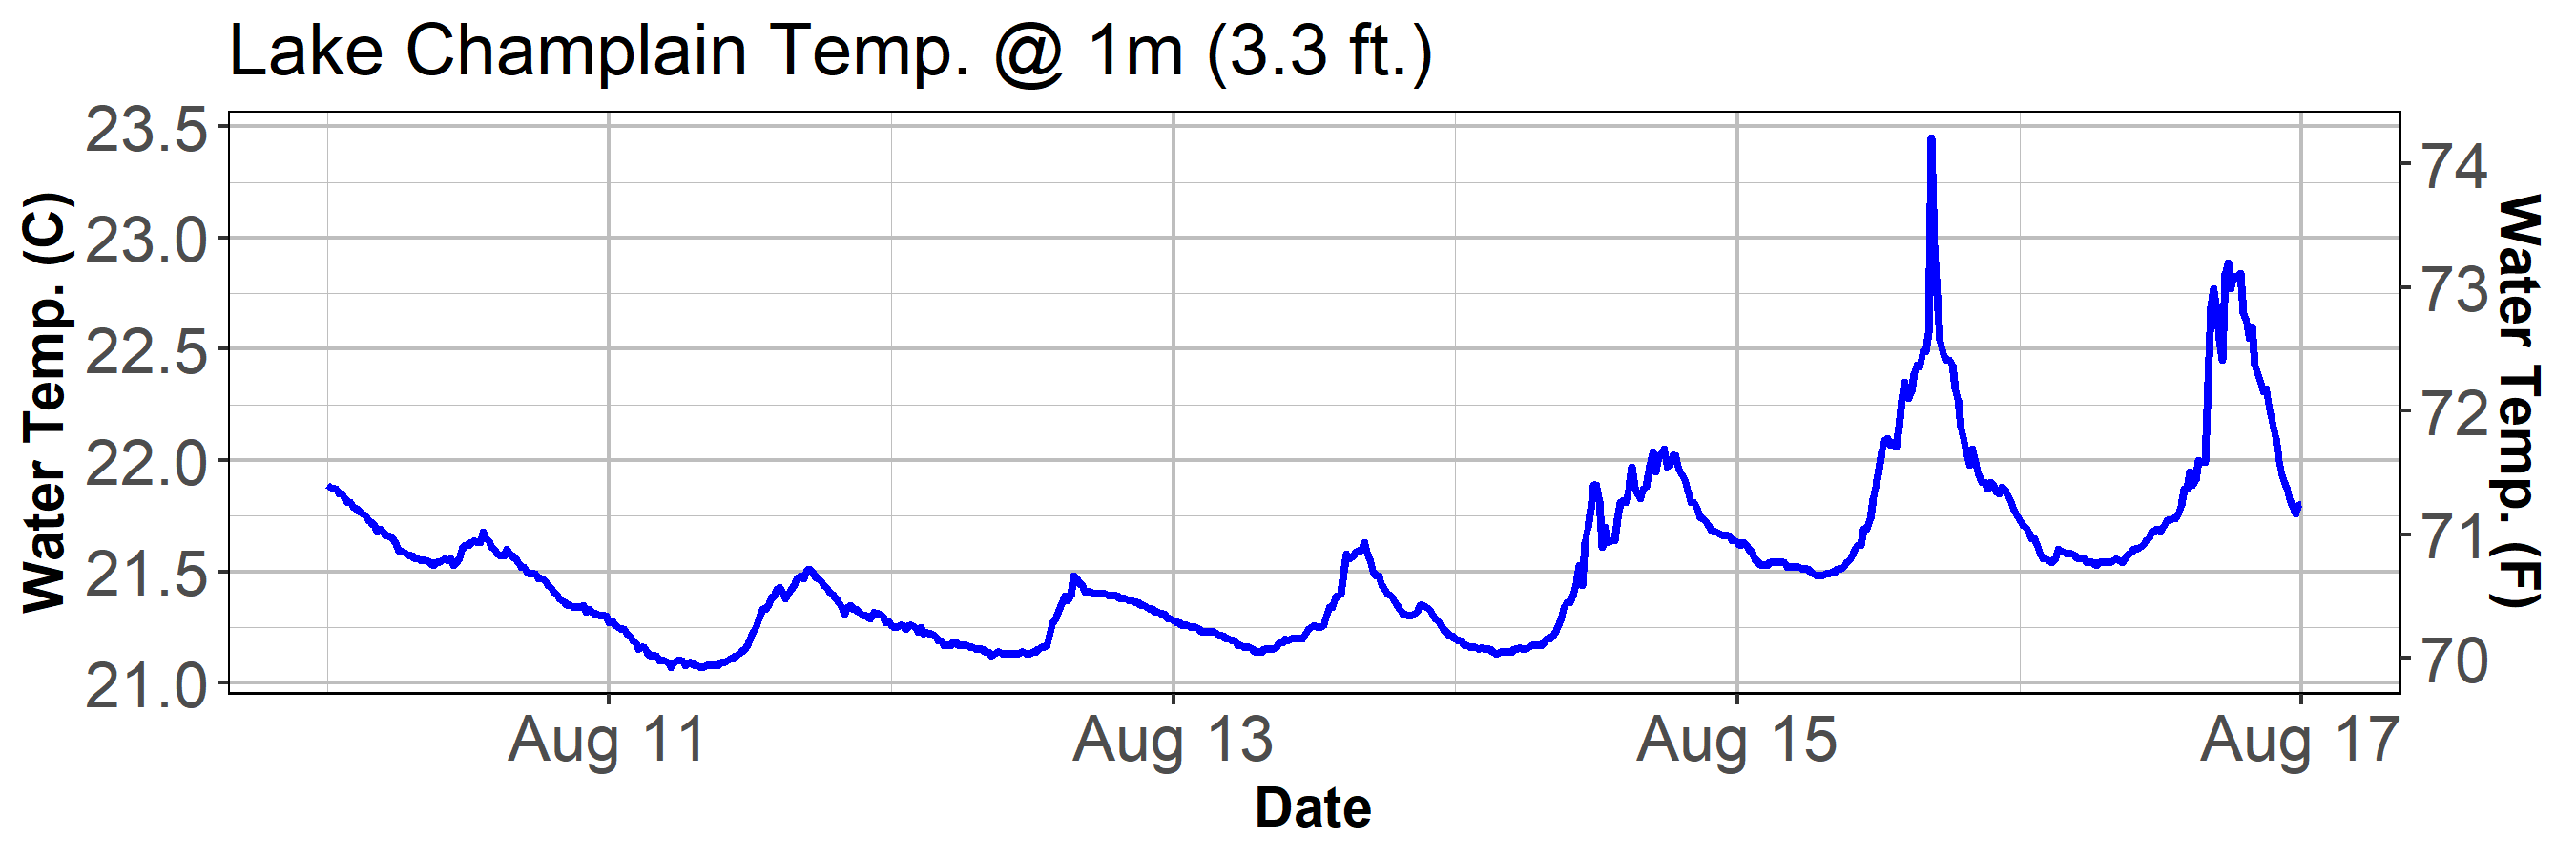 Lake Champlain Temp. @ 1m (3.3 ft.)
Water Temp. (C)
23.5
23.0
22.5
22.0
21.5
21.0
74
73
72
71
70
Water Temp. (F)
Aug 11
Aug 13
Aug 15
Aug 17
Date